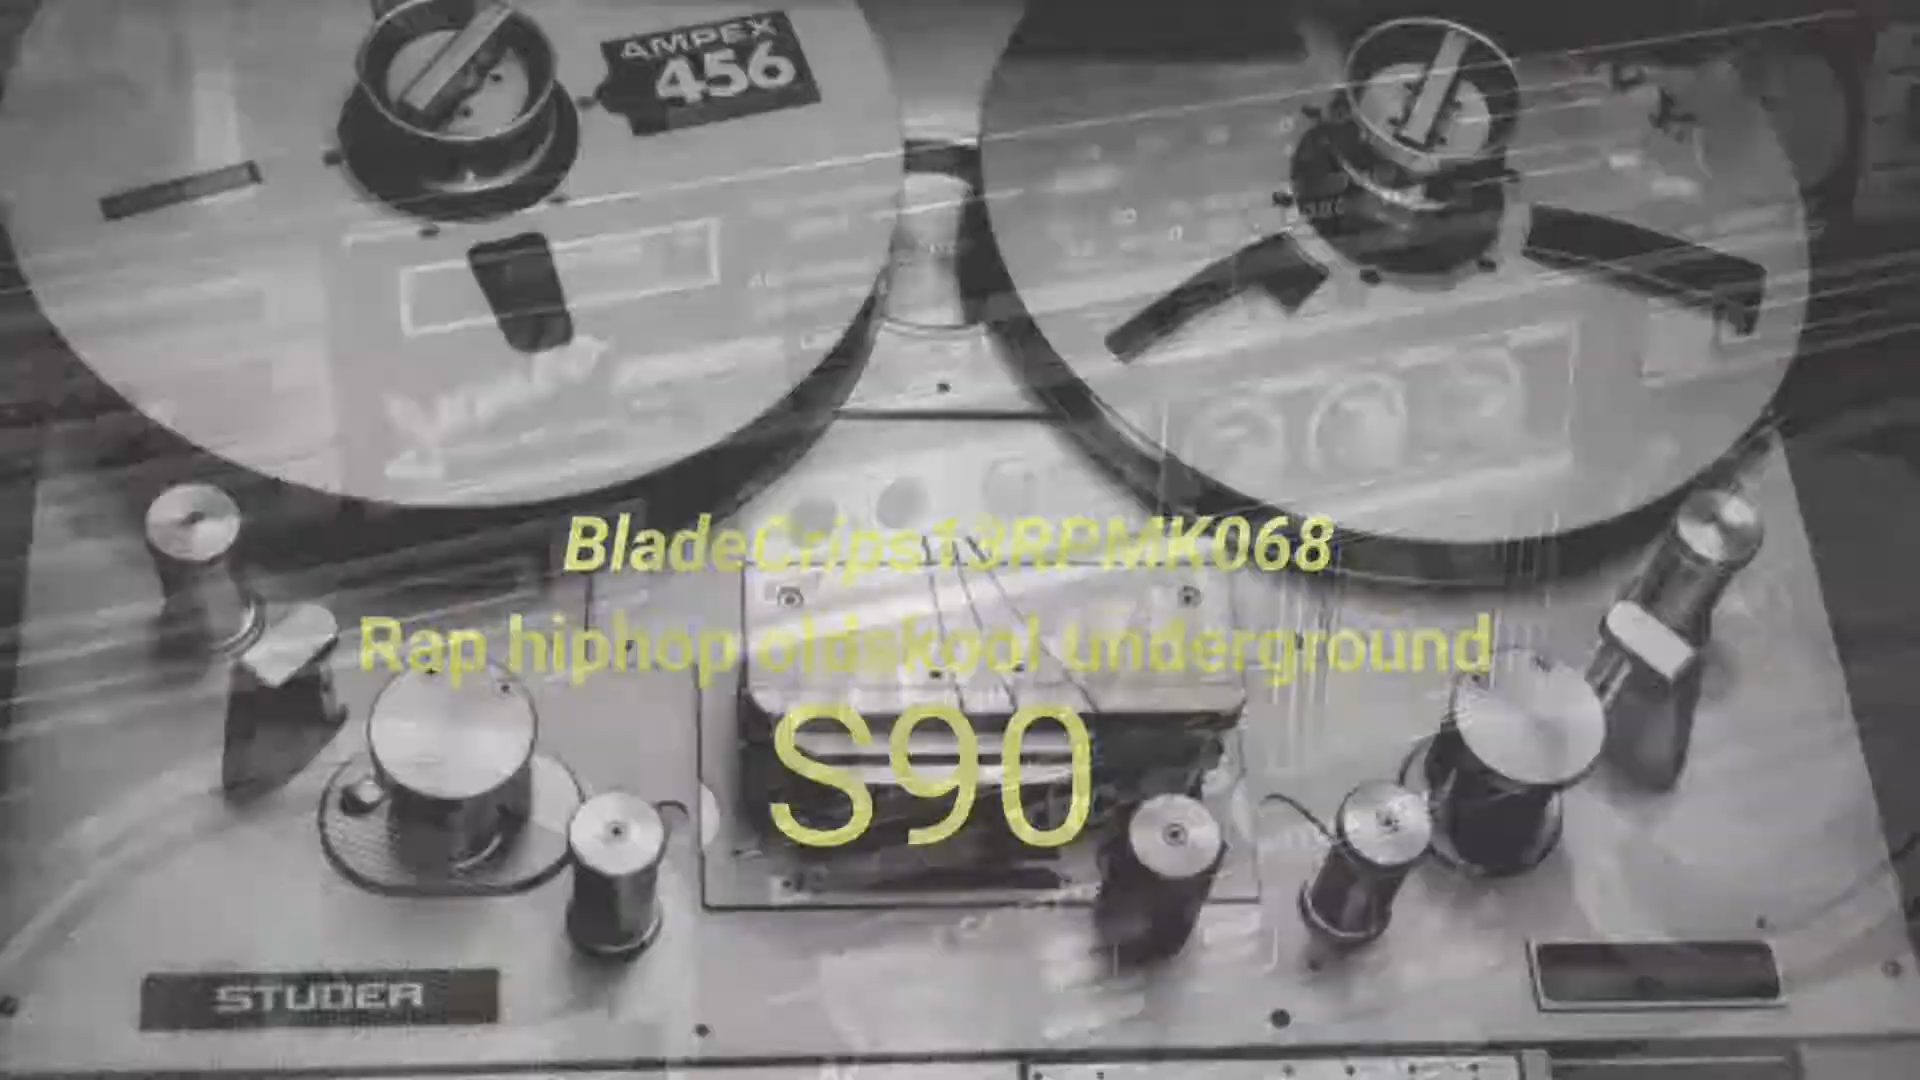 AMPEX
456
BladeCrips13RPMK068
Rap hiphop oldskool underground
S90
STUDER